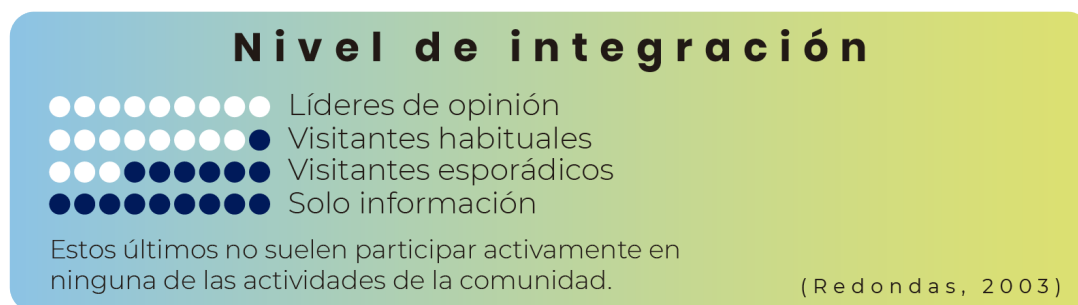 Nivel de integración
Líderes de opinión
Visitantes habituales
Visitantes esporádicos
Solo información
Estos últimos no suelen participar activamente en
ninguna de las actividades de la comunidad.
(Redondas, 2003)